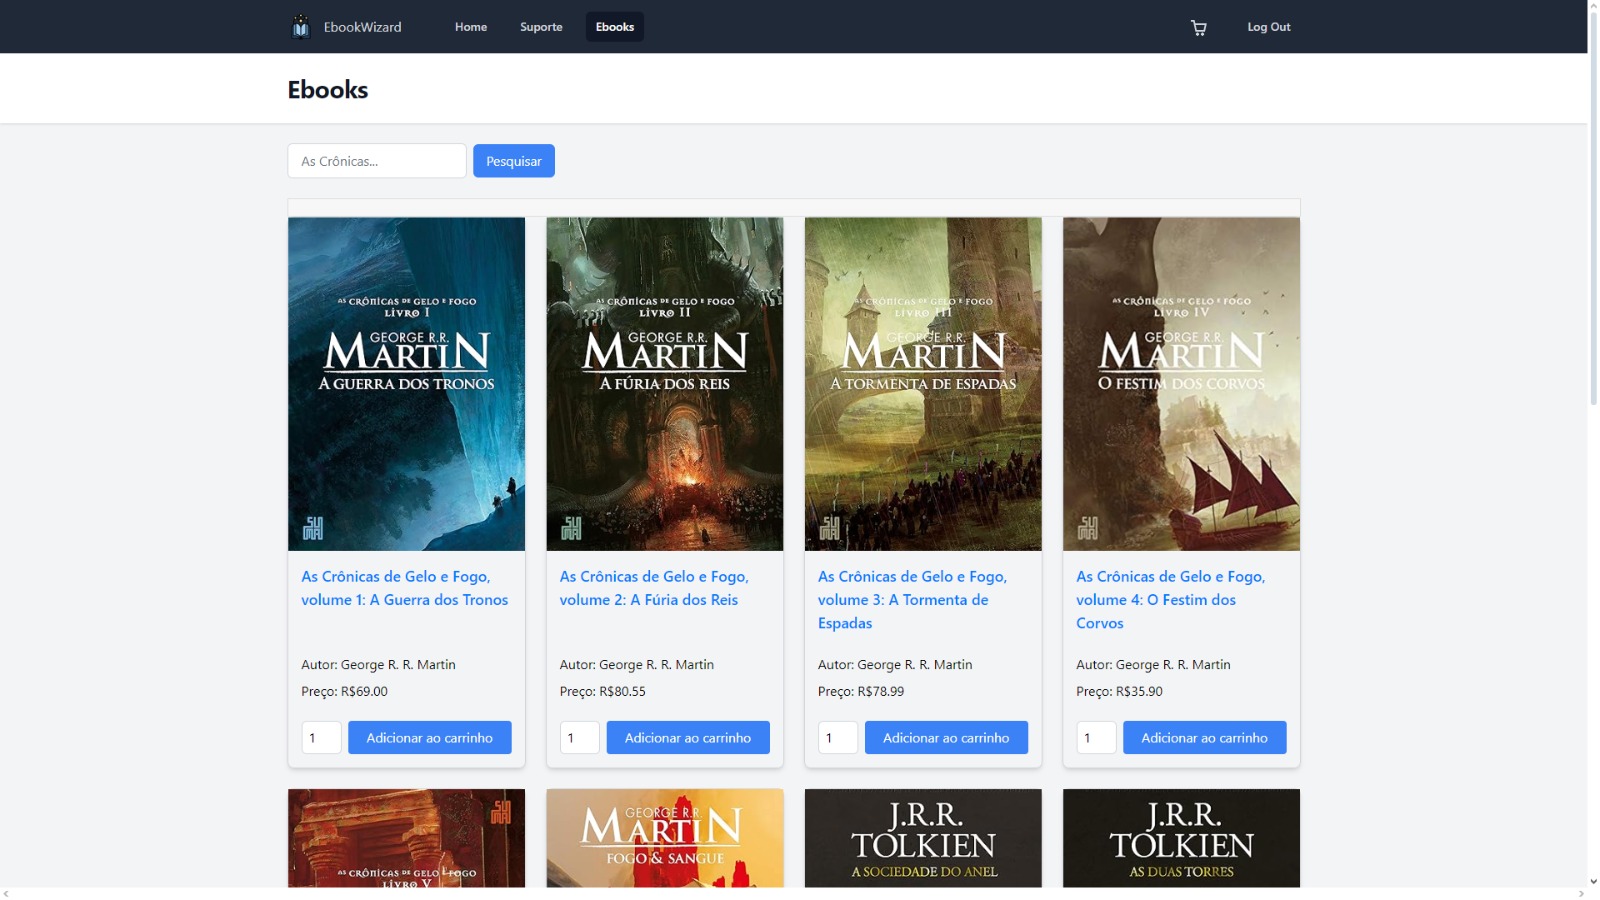 EbookWizard Home Suporte Ebooks Log Out
Ebooks
As Crônicas... Pesquisar
AS CRÔNICAS DE GELO E FOGO
LIVRO I
GEORGE R.R.
MARTIN
A GUERRA DOS TRONOS
SUMA
As Crônicas de Gelo e Fogo,
volume 1: A Guerra dos Tronos
Autor: George R. R. Martin
Preço: R$69.00
1 Adicionar ao carrinho
AS CRÔNICAS DE GELO E FOGO
LIVRO II
GEORGE R.R.
MARTIN
A FÚRIA DOS REIS
SUMA
As Crônicas de Gelo e Fogo,
volume 2: A Fúria dos Reis
Autor: George R. R. Martin
Preço: R$80.55
1 Adicionar ao carrinho
AS CRÔNICAS DE GELO E FOGO
LIVRO III
GEORGE R.R.
MARTIN
A TORMENTA DE ESPADAS
SUMA
As Crônicas de Gelo e Fogo,
volume 3: A Tormenta de
Espadas
Autor: George R. R. Martin
Preço: R$78.99
1 Adicionar ao carrinho
AS CRÔNICAS DE GELO E FOGO
LIVRO IV
GEORGE R.R.
MARTIN
O FESTIM DOS CORVOS
SUMA
As Crônicas de Gelo e Fogo,
volume 4: O Festim dos
Corvos
Autor: George R. R. Martin
Preço: R$35.90
1 Adicionar ao carrinho
SUMA
AS CRÔNICAS DE GELO E FOGO
LIVRO V
GEORGE R.R.
MARTIN
FOGO & SANGUE
J.R.R.
TOLKIEN
A SOCIEDADE DO ANEL
J.R.R.
TOLKIEN
AS DUAS TORRES